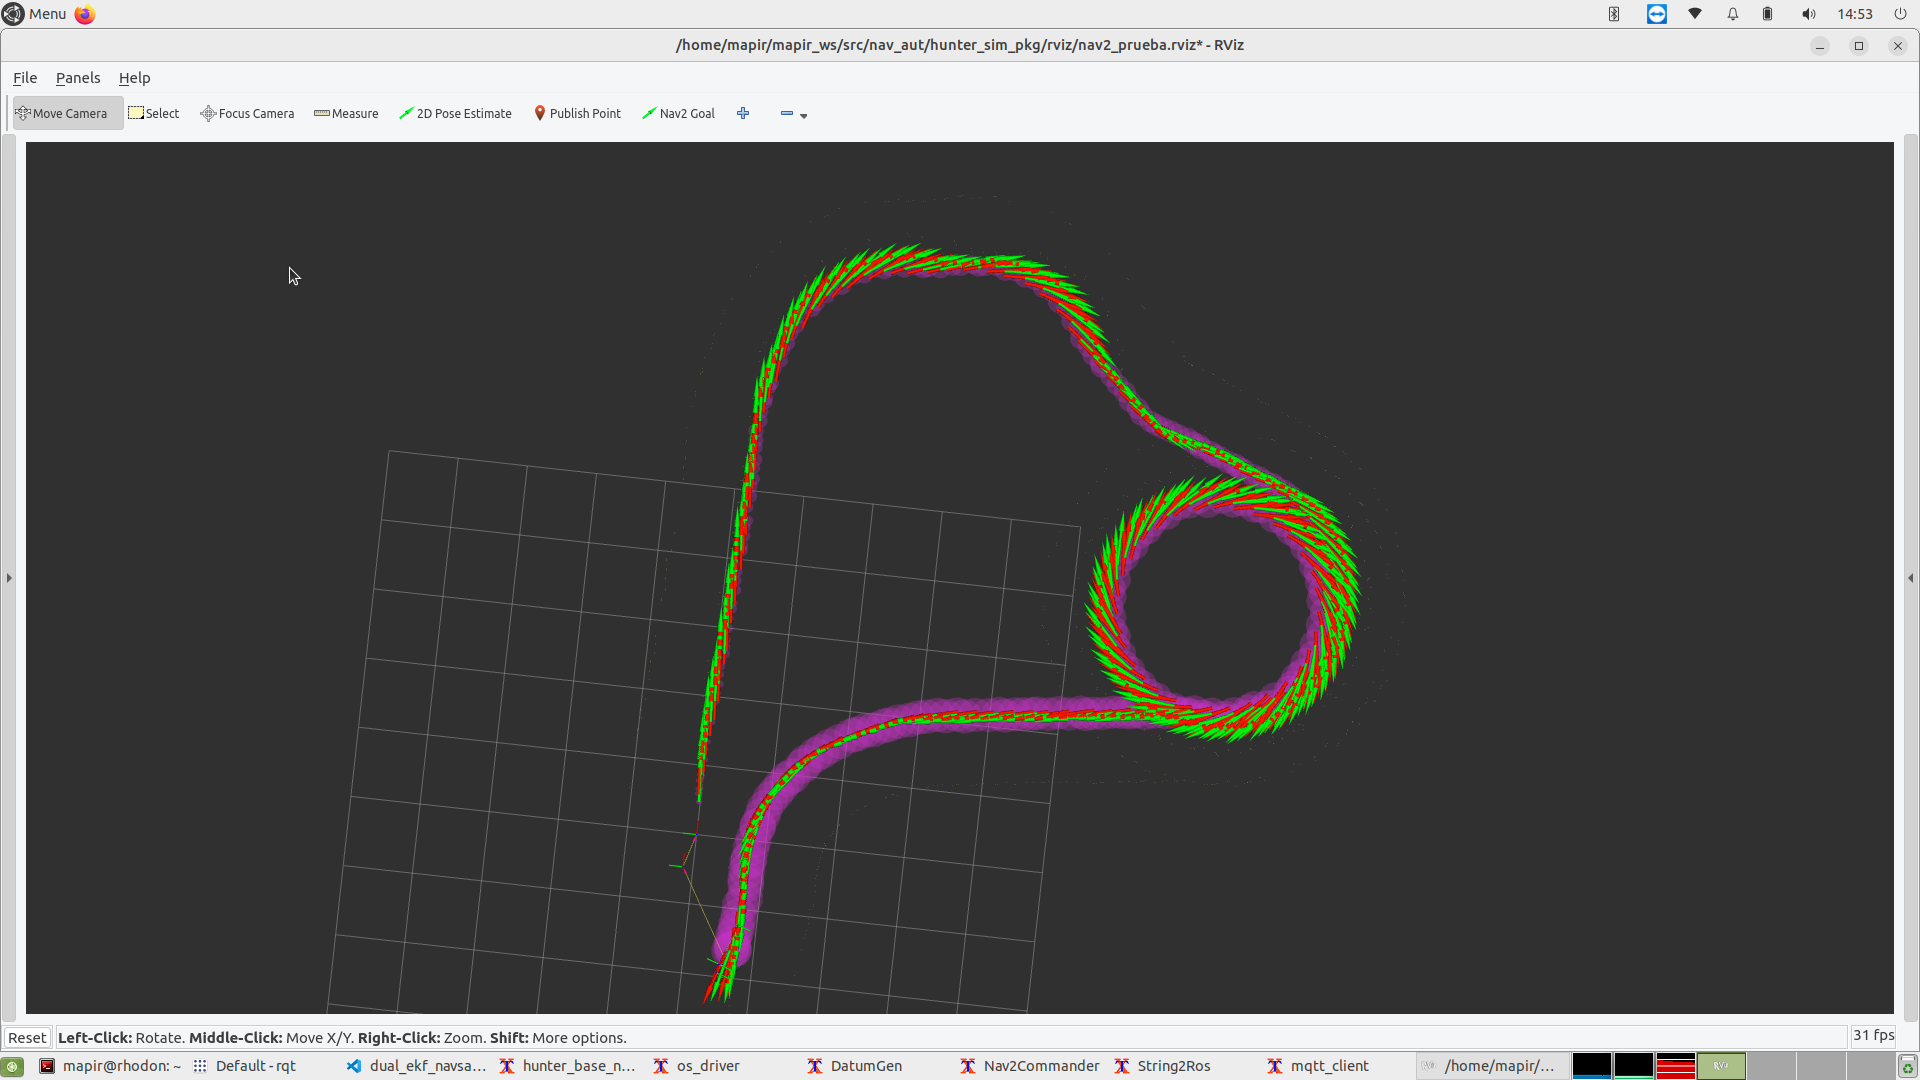 Menu
14:53
/home/mapir/mapir_ws/src/nav_aut/hunter_sim_pkg/rviz/nav2_prueba.rviz* - RViz
File Panels Help
Move Camera Select Focus Camera Measure 2D Pose Estimate Publish Point Nav2 Goal
Reset Left-Click: Rotate. Middle-Click: Move X/Y. Right-Click: Zoom. Shift: More options. 31 fps
mapir@rhodon: ~ Default - rqt dual_ekf_navsa... hunter_base_n... os_driver DatumGen Nav2Commander String2Ros mqtt_client /home/mapir/... RViz